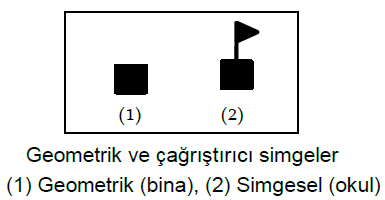 (1) (2)
Geometrik ve çağrıştırıcı simgeler
(1) Geometrik (bina), (2) Simgesel (okul)